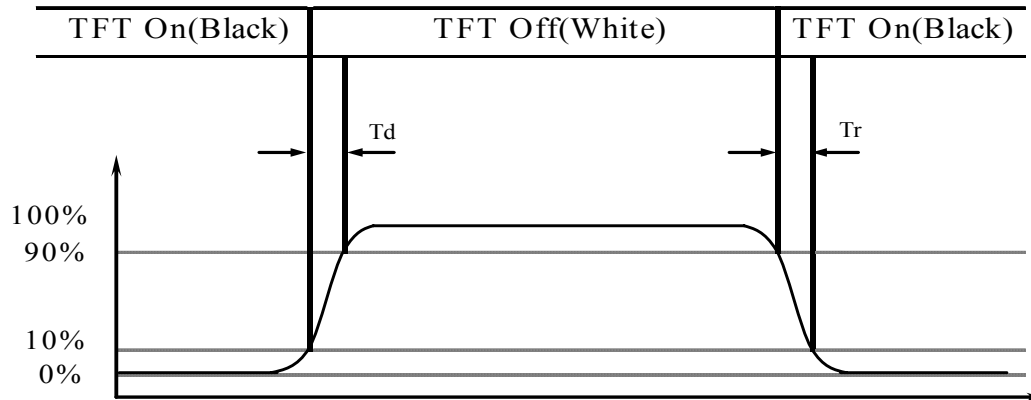 TFT On(Black) TFT Off(White) TFT On(Black)
Td Tr
100%
90%
10%
0%